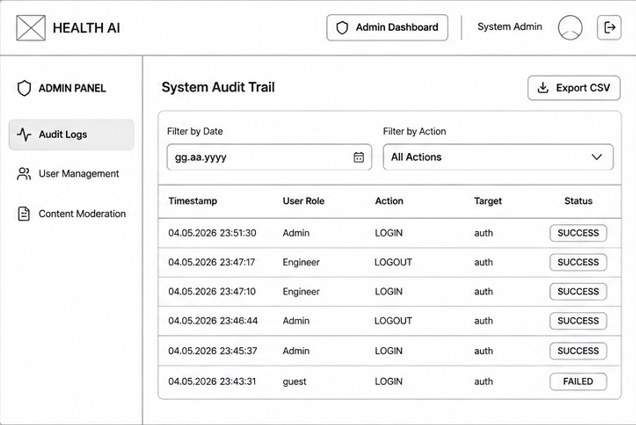 HEALTH AI
Admin Dashboard
System Admin
ADMIN PANEL
Audit Logs
User Management
Content Moderation
System Audit Trail
Export CSV
Filter by Date
Filter by Action
gg.aa.yyyy
All Actions
Timestamp User Role Action Target Status
04.05.2026 23:51:30 Admin LOGIN auth SUCCESS
04.05.2026 23:47:17 Engineer LOGOUT auth SUCCESS
04.05.2026 23:47:10 Engineer LOGIN auth SUCCESS
04.05.2026 23:46:44 Admin LOGOUT auth SUCCESS
04.05.2026 23:45:37 Admin LOGIN auth SUCCESS
04.05.2026 23:43:31 guest LOGIN auth FAILED